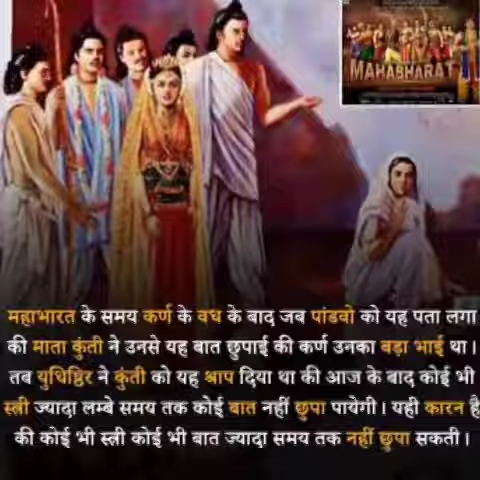 MAHABHARAT
महाभारत के समय कर्ण के वध के बाद जब पांडवो को यह पता लगा
की माता कुंती ने उनसे यह बात छुपाई की कर्ण उनका बड़ा भाई था।
तब युधिष्ठिर ने कुंती को यह श्राप दिया था की आज के बाद कोई भी
स्त्री ज्यादा लम्बे समय तक कोई बात नहीं छुपा पायेगी। यही कारन है
की कोई भी स्त्री कोई भी बात ज्यादा समय तक नहीं छुपा सकती।